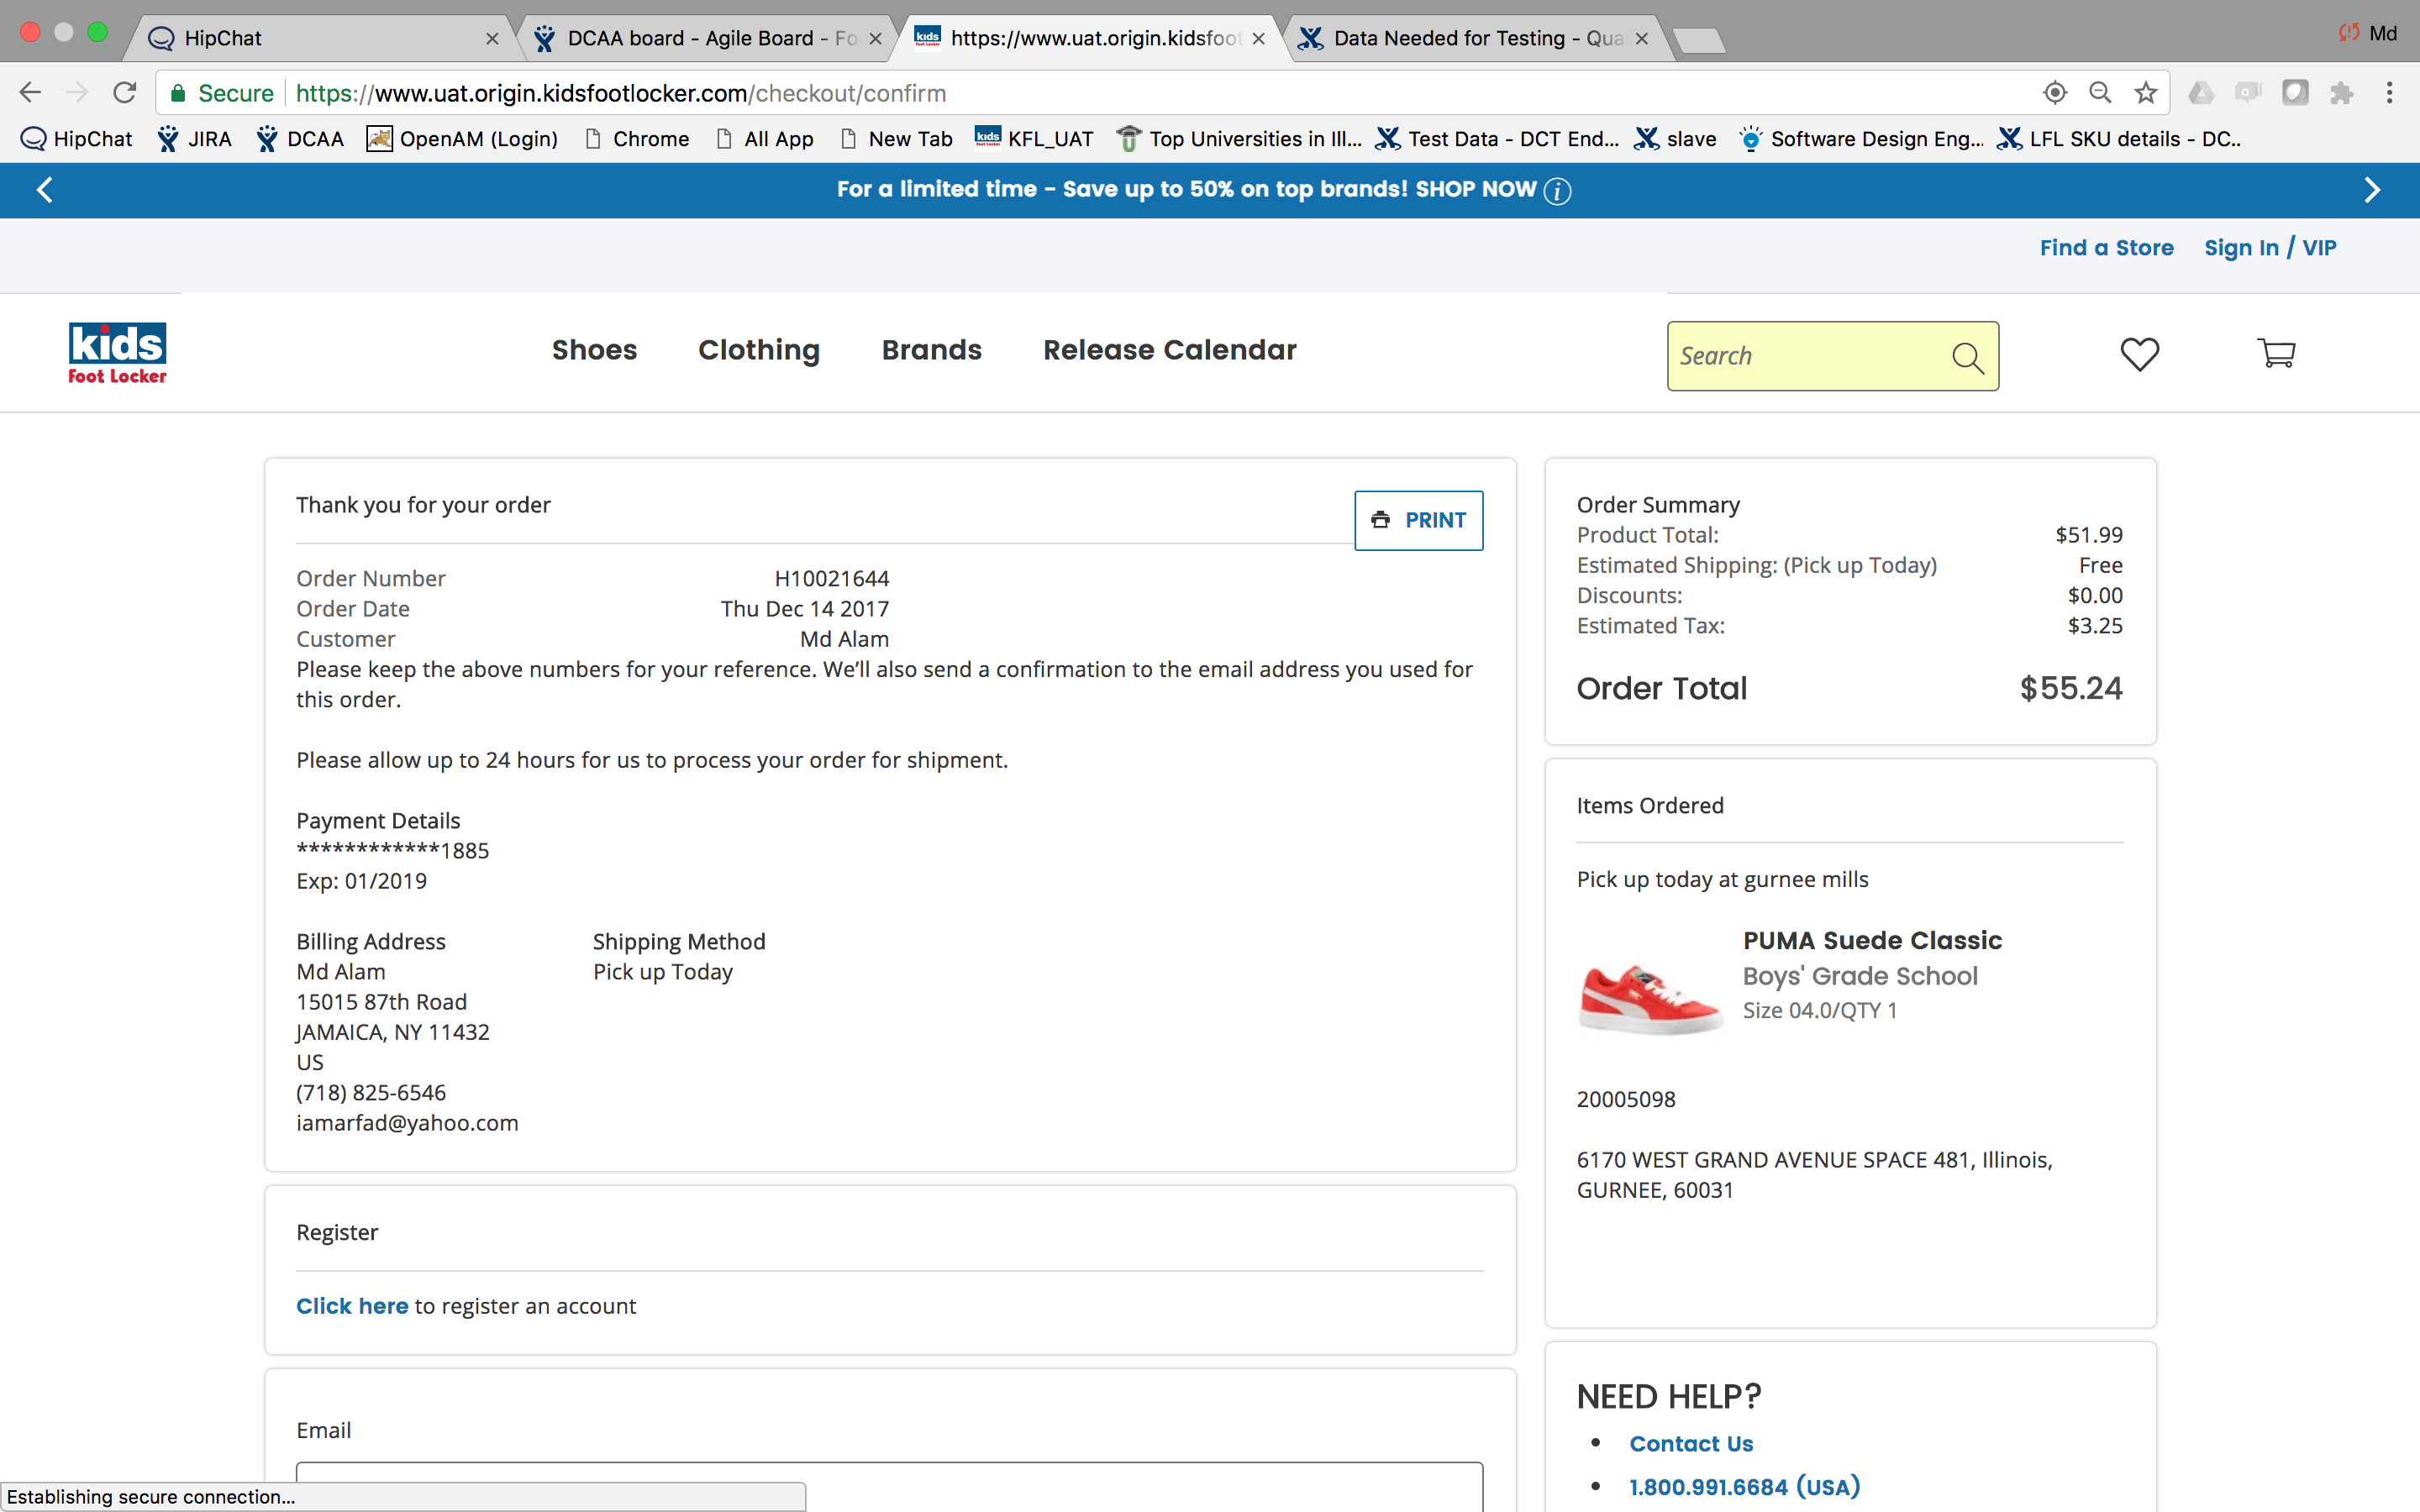 HipChat
DCAA board - Agile Board - Fo
https://www.uat.origin.kidsfoot
Data Needed for Testing - Qua
Md
Secure
https://www.uat.origin.kidsfootlocker.com/checkout/confirm
HipChat
JIRA
DCAA
OpenAM (Login)
Chrome
All App
New Tab
kids
KFL_UAT
Top Universities in Ill...
Test Data - DCT End...
slave
Software Design Eng...
LFL SKU details - DC..
For a limited time - Save up to 50% on top brands! SHOP NOW
Find a Store
Sign In / VIP
kids
Foot Locker
Shoes
Clothing
Brands
Release Calendar
Search
Thank you for your order
PRINT
Order Number H10021644
Order Date Thu Dec 14 2017
Customer Md Alam
Please keep the above numbers for your reference. We’ll also send a confirmation to the email address you used for
this order.
Please allow up to 24 hours for us to process your order for shipment.
Payment Details
************1885
Exp: 01/2019
Billing Address
Md Alam
15015 87th Road
JAMAICA, NY 11432
US
(718) 825-6546
iamarfad@yahoo.com
Shipping Method
Pick up Today
Register
Click here to register an account
Email
Order Summary
Product Total: $51.99
Estimated Shipping: (Pick up Today) Free
Discounts: $0.00
Estimated Tax: $3.25
Order Total $55.24
Items Ordered
Pick up today at gurnee mills
PUMA Suede Classic
Boys' Grade School
Size 04.0/QTY 1
20005098
6170 WEST GRAND AVENUE SPACE 481, Illinois,
GURNEE, 60031
NEED HELP?
Contact Us
1.800.991.6684 (USA)
Establishing secure connection...